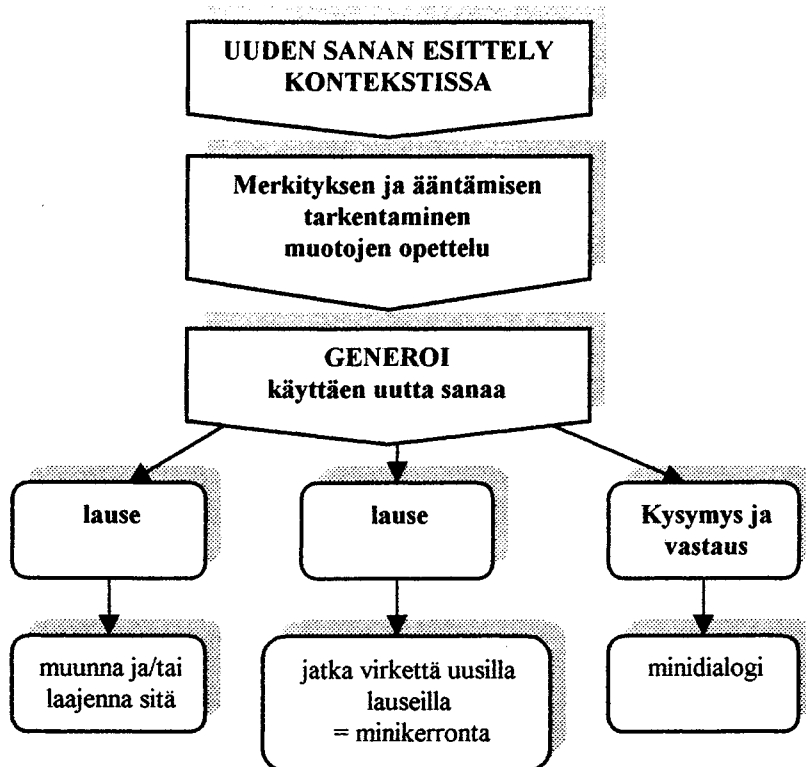 UUDEN SANAN ESITTELY
KONTEKSTISSA
Merkityksen ja ääntämisen
tarkentaminen
muotojen opettelu
GENEROI
käyttäen uutta sanaa
lause
lause
Kysymys ja
vastaus
muunna ja/tai
laajenna sitä
jatka virkettä uusilla
lauseilla
= minikerronta
minidialogi